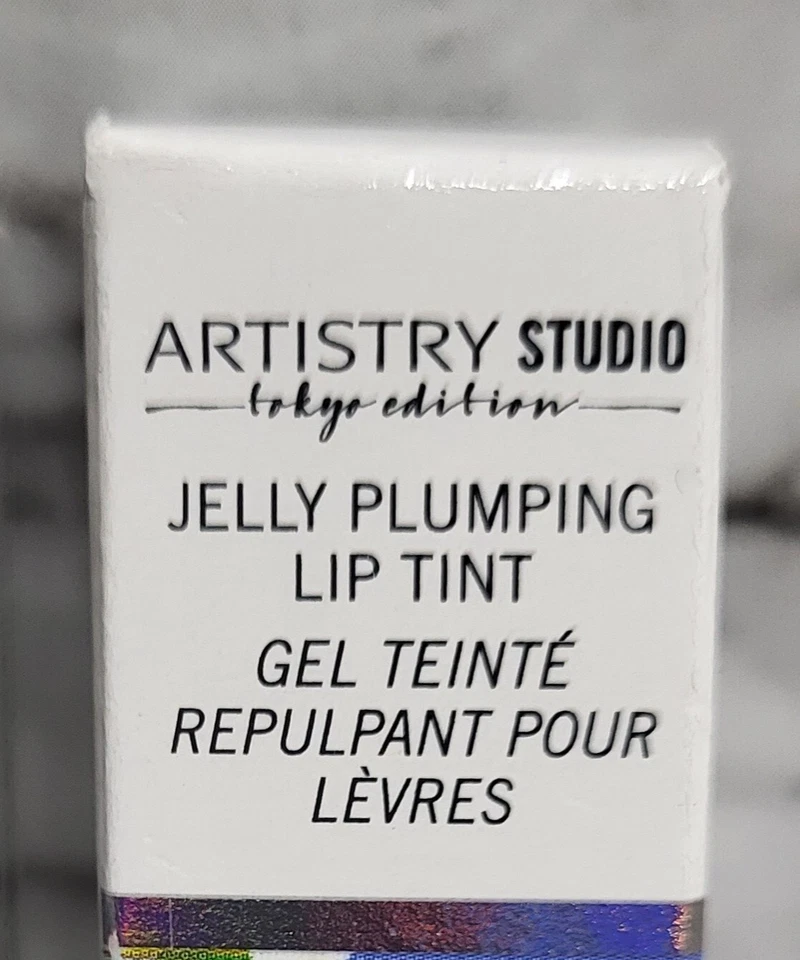 ARTISTRY STUDIO
tokyo edition
JELLY PLUMPING
LIP TINT
GEL TEINTÉ
REPULPANT POUR
LÈVRES